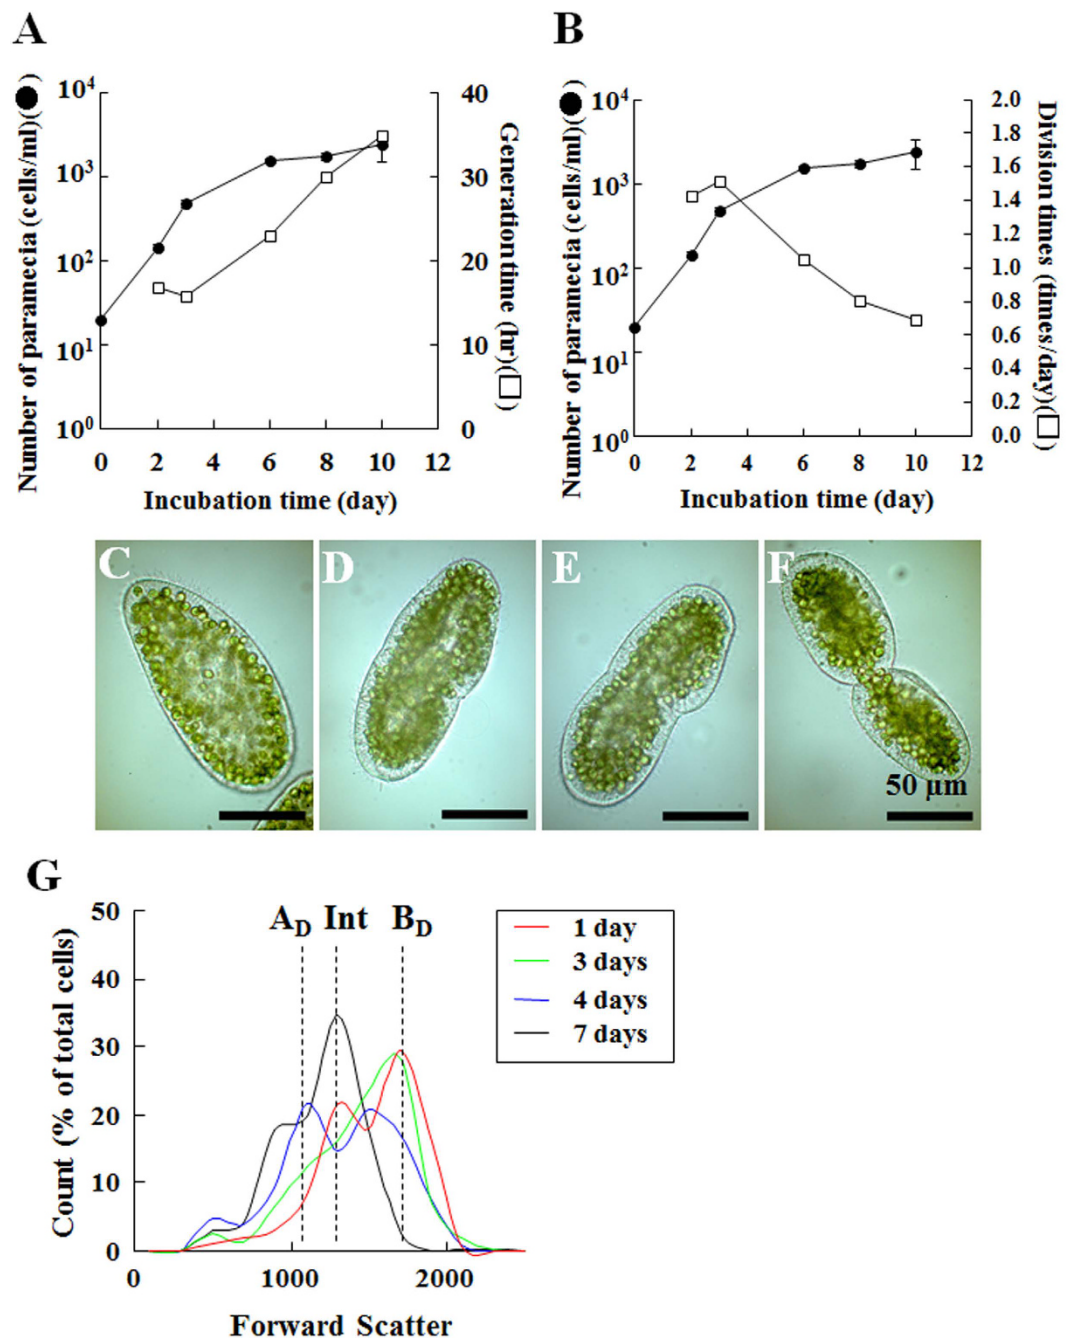 A
Number of paramecia (cells/ml)(●)
10⁴
10³
10²
10¹
10⁰
40
30
20
10
0
Generation time (hr)(□)
0 2 4 6 8 10 12
Incubation time (day)
B
Number of paramecia (cells/ml)(●)
10⁴
10³
10²
10¹
10⁰
2.0
1.8
1.6
1.4
1.2
1.0
0.8
0.6
0.4
0.2
0.0
Division times (times/day)(□)
0 2 4 6 8 10 12
Incubation time (day)
C
D
E
F
50 µm
G
Count (% of total cells)
50
40
30
20
10
0
A_D Int B_D
1 day
3 days
4 days
7 days
0 1000 2000
Forward Scatter